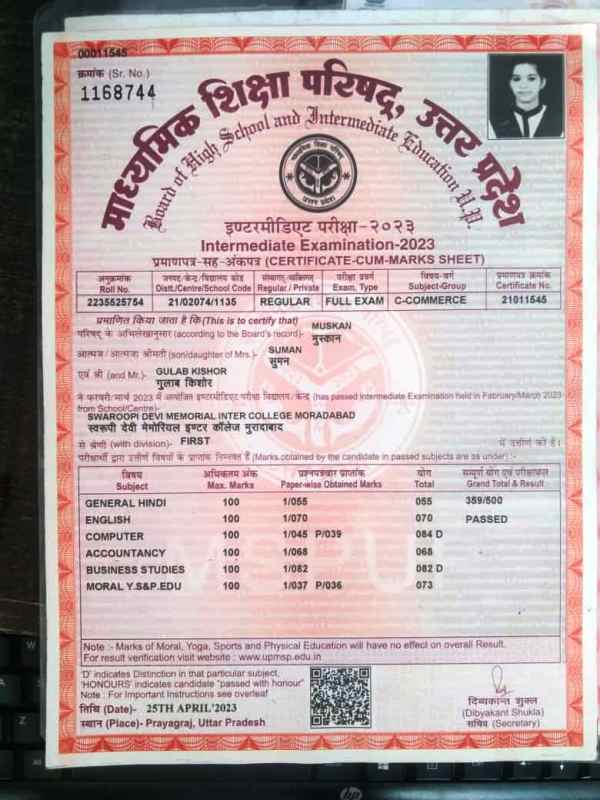 00011545
क्रमांक (Sr. No.)
1168744
माध्यमिक शिक्षा परिषद्, उत्तर प्रदेश
Board of High School and Intermediate Education U.P.
इण्टरमीडिएट परीक्षा-२०२३
Intermediate Examination-2023
प्रमाणपत्र-सह-अंकपत्र (CERTIFICATE-CUM-MARKS SHEET)
अनुक्रमांक जनपद/केन्द्र/विद्यालय कोड संस्थागत/व्यक्तिगत परीक्षा प्रवर्ग विषय-वर्ग प्रमाणपत्र क्रमांक
Roll No. Distt./Centre/School Code Regular / Private Exam. Type Subject-Group Certificate No.
2235525754 21/02074/1135 REGULAR FULL EXAM C-COMMERCE 21011545
प्रमाणित किया जाता है कि (This is to certify that)
परिषद् के अभिलेखानुसार (according to the Board's record)- MUSKAN
मुस्कान
आत्मज / आत्मजा श्रीमती (son/daughter of Mrs.)- SUMAN
सुमन
एवं श्री (and Mr.)- GULAB KISHOR
गुलाब किशोर
ने फरवरी/मार्च 2023 में आयोजित इण्टरमीडिएट परीक्षा विद्यालय/केन्द्र (has passed Intermediate Examination held in February/March 2023
from School/Centre)-
SWAROOPI DEVI MEMORIAL INTER COLLEGE MORADABAD
स्वरूपी देवी मेमोरियल इण्टर कॉलेज मुरादाबाद
से श्रेणी (with division)- FIRST में उत्तीर्ण की है।
परीक्षार्थी द्वारा उत्तीर्ण विषयों के प्राप्तांक निम्नवत हैं (Marks obtained by the candidate in passed subjects are as under) :-
विषय अधिकतम अंक प्रश्नपत्रवार प्राप्तांक योग सम्पूर्ण योग एवं परीक्षाफल
Subject Max. Marks Paper-wise Obtained Marks Total Grand Total & Result
GENERAL HINDI 100 1/055 055 359/500
ENGLISH 100 1/070 070 PASSED
COMPUTER 100 1/045 P/039 084 D
ACCOUNTANCY 100 1/068 068
BUSINESS STUDIES 100 1/082 082 D
MORAL Y.S&P.EDU 100 1/037 P/036 073
Note :- Marks of Moral, Yoga, Sports and Physical Education will have no effect on overall Result.
For result verification visit website : www.upmsp.edu.in
'D' indicates Distinction in that particular subject,
'HONOURS' indicates candidate "passed with honour"
Note : For Important Instructions see overleaf
तिथि (Date)- 25TH APRIL'2023
स्थान (Place)- Prayagraj, Uttar Pradesh
दिव्यकान्त शुक्ल
(Dibyakant Shukla)
सचिव (Secretary)